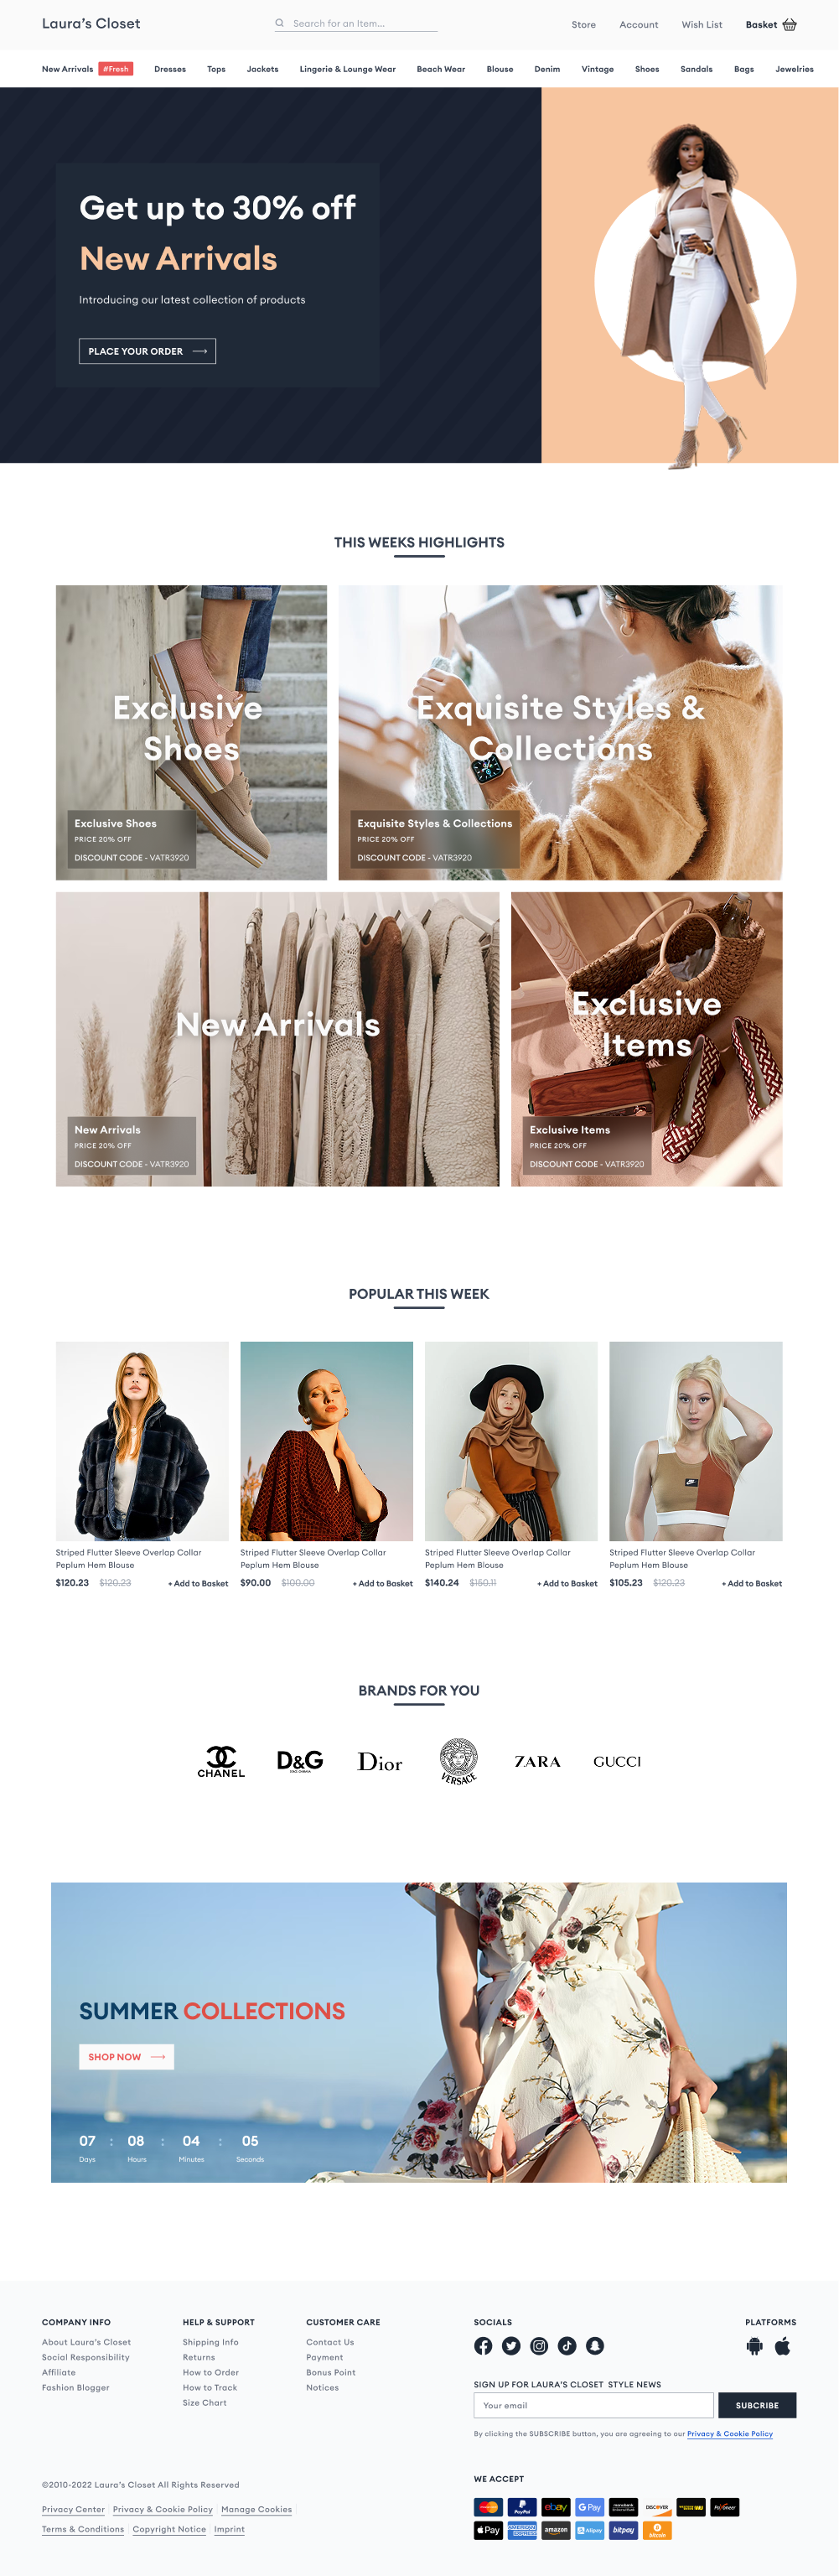 Laura's Closet
Search for an Item...
Store Account Wish List Basket
New Arrivals #Fresh Dresses Tops Jackets Lingerie & Lounge Wear Beach Wear Blouse Denim Vintage Shoes Sandals Bags Jewelries
Get up to 30% off
New Arrivals
Introducing our latest collection of products
PLACE YOUR ORDER
THIS WEEKS HIGHLIGHTS
Exclusive
Shoes
Exclusive Shoes
PRICE 20% OFF
DISCOUNT CODE - VATR3920
Exquisite Styles &
Collections
Exquisite Styles & Collections
PRICE 20% OFF
DISCOUNT CODE - VATR3920
New Arrivals
New Arrivals
PRICE 20% OFF
DISCOUNT CODE - VATR3920
Exclusive
Items
Exclusive Items
PRICE 20% OFF
DISCOUNT CODE - VATR3920
POPULAR THIS WEEK
Striped Flutter Sleeve Overlap Collar
Peplum Hem Blouse
$120.23 $120.23 + Add to Basket
Striped Flutter Sleeve Overlap Collar
Peplum Hem Blouse
$90.00 $100.00 + Add to Basket
Striped Flutter Sleeve Overlap Collar
Peplum Hem Blouse
$140.24 $150.11 + Add to Basket
Striped Flutter Sleeve Overlap Collar
Peplum Hem Blouse
$105.23 $120.23 + Add to Basket
BRANDS FOR YOU
CHANEL
D&G
Dior
VERSACE
ZARA
GUCCI
SUMMER COLLECTIONS
SHOP NOW
07 : 08 : 04 : 05
Days Hours Minutes Seconds
COMPANY INFO
About Laura's Closet
Social Responsibility
Affiliate
Fashion Blogger
HELP & SUPPORT
Shipping Info
Returns
How to Order
How to Track
Size Chart
CUSTOMER CARE
Contact Us
Payment
Bonus Point
Notices
SOCIALS
PLATFORMS
SIGN UP FOR LAURA'S CLOSET STYLE NEWS
Your email
SUBCRIBE
By clicking the SUBSCRIBE button, you are agreeing to our Privacy & Cookie Policy
©2010-2022 Laura's Closet All Rights Reserved
Privacy Center Privacy & Cookie Policy Manage Cookies
Terms & Conditions Copyright Notice Imprint
WE ACCEPT
PayPal
ebay
G Pay
DISCOVER
WU
Payoneer
Pay
AMERICAN EXPRESS
amazon
Alipay
bitpay
bitcoin